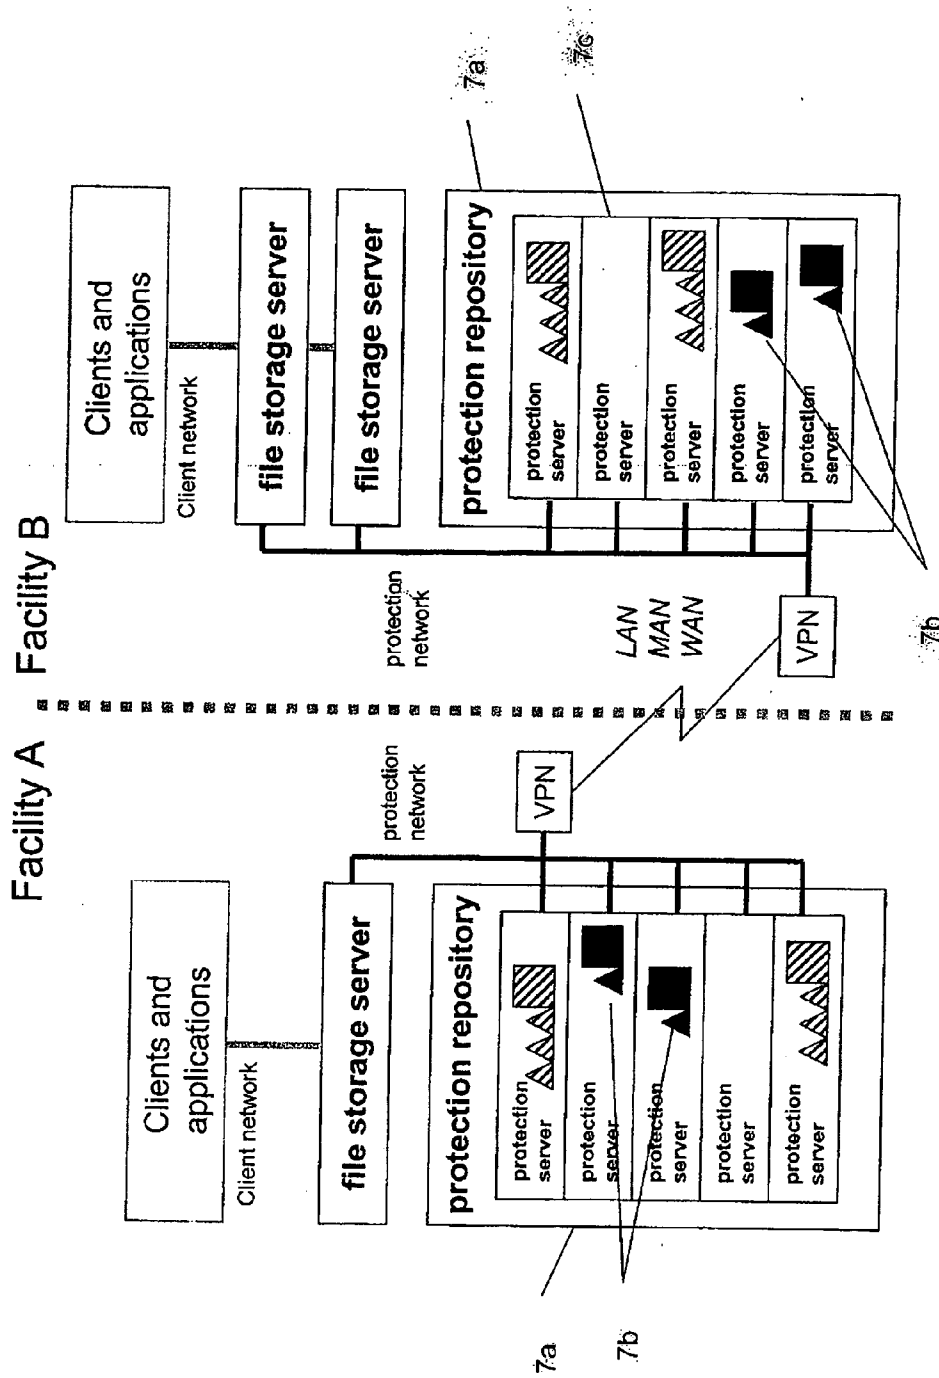 Facility A
Clients and
applications
Client network
file storage server
protection
network
VPN
protection repository
protection
server
protection
server
protection
server
protection
server
protection
server
7a
7b
Facility B
Clients and
applications
Client network
file storage server
file storage server
protection
network
LAN
MAN
WAN
VPN
protection repository
protection
server
protection
server
protection
server
protection
server
protection
server
7a
7c
7b